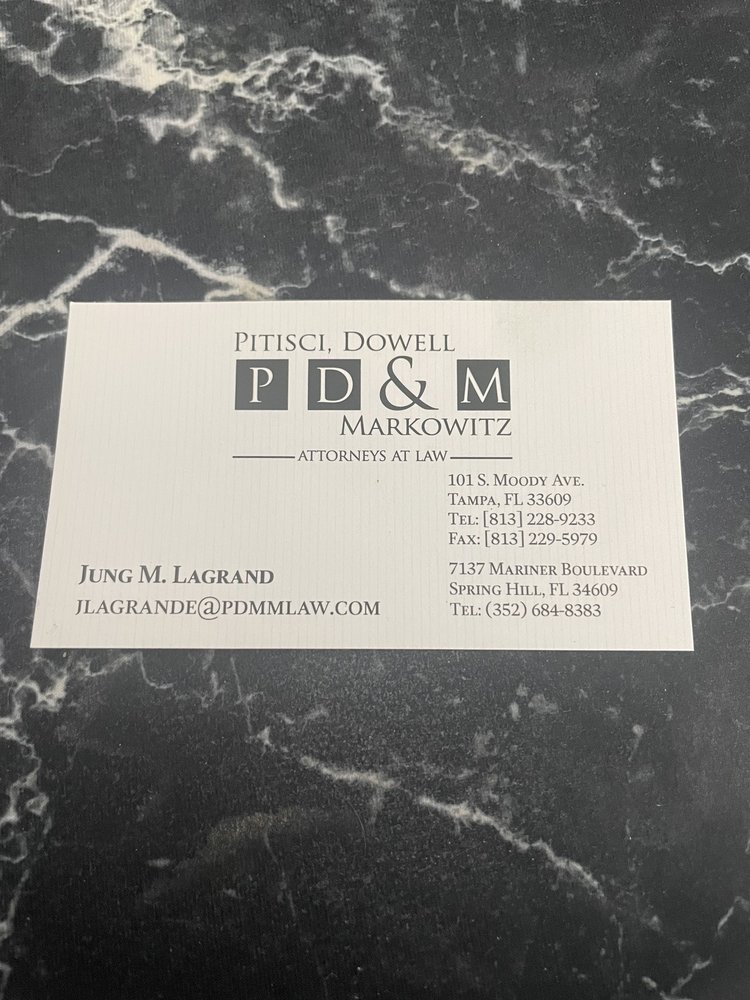 Pitisci, Dowell
P D & M
Markowitz
Attorneys at Law
101 S. Moody Ave.
Tampa, FL 33609
Tel: [813] 228-9233
Fax: [813] 229-5979
7137 Mariner Boulevard
Spring Hill, FL 34609
Tel: (352) 684-8383
Jung M. Lagrand
jlagrande@pdmmlaw.com